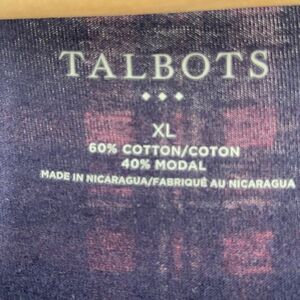 TALBOTS
XL
60% COTTON/COTON
40% MODAL
MADE IN NICARAGUA/FABRIQUÉ AU NICARAGUA